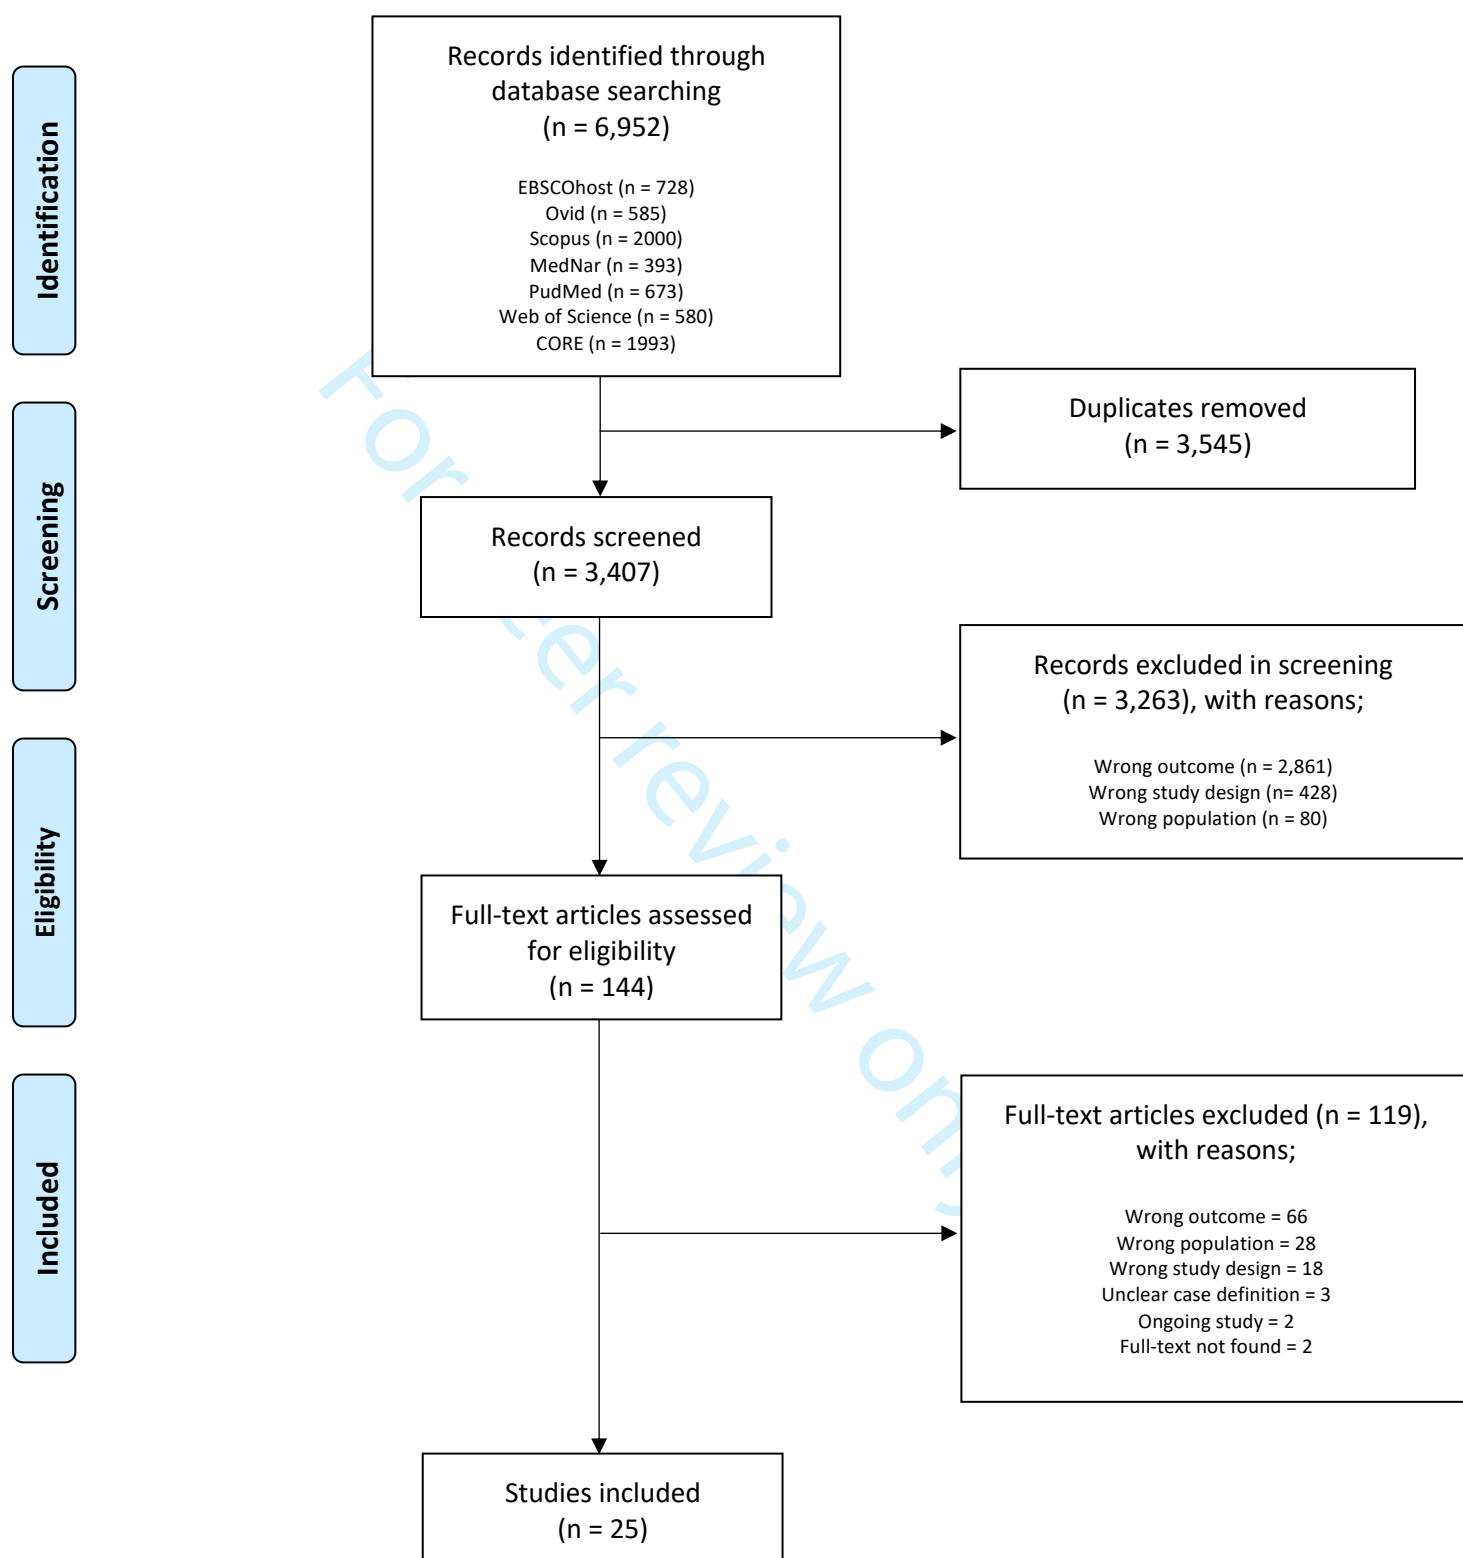 Identification
Screening
Eligibility
Included
Records identified through
database searching
(n = 6,952)
EBSCOhost (n = 728)
Ovid (n = 585)
Scopus (n = 2000)
MedNar (n = 393)
PudMed (n = 673)
Web of Science (n = 580)
CORE (n = 1993)
Duplicates removed
(n = 3,545)
Records screened
(n = 3,407)
Records excluded in screening
(n = 3,263), with reasons;
Wrong outcome (n = 2,861)
Wrong study design (n= 428)
Wrong population (n = 80)
Full-text articles assessed
for eligibility
(n = 144)
Full-text articles excluded (n = 119),
with reasons;
Wrong outcome = 66
Wrong population = 28
Wrong study design = 18
Unclear case definition = 3
Ongoing study = 2
Full-text not found = 2
Studies included
(n = 25)
For peer review only